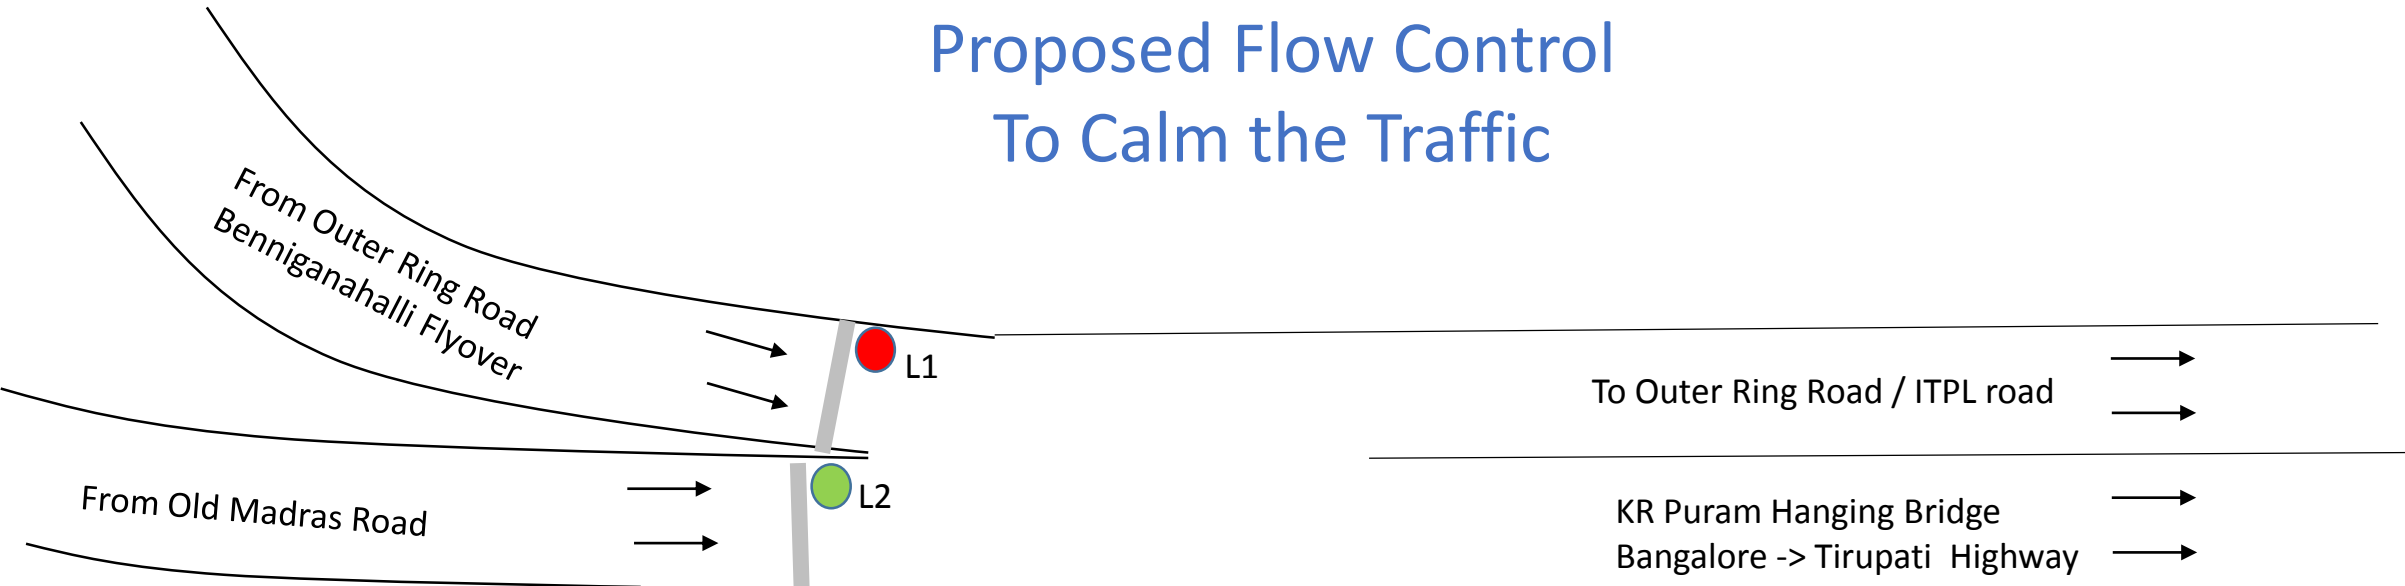 Proposed Flow Control
To Calm the Traffic
From Outer Ring Road
Benniganahalli Flyover
L1
To Outer Ring Road / ITPL road
L2
From Old Madras Road
KR Puram Hanging Bridge
Bangalore -> Tirupati Highway